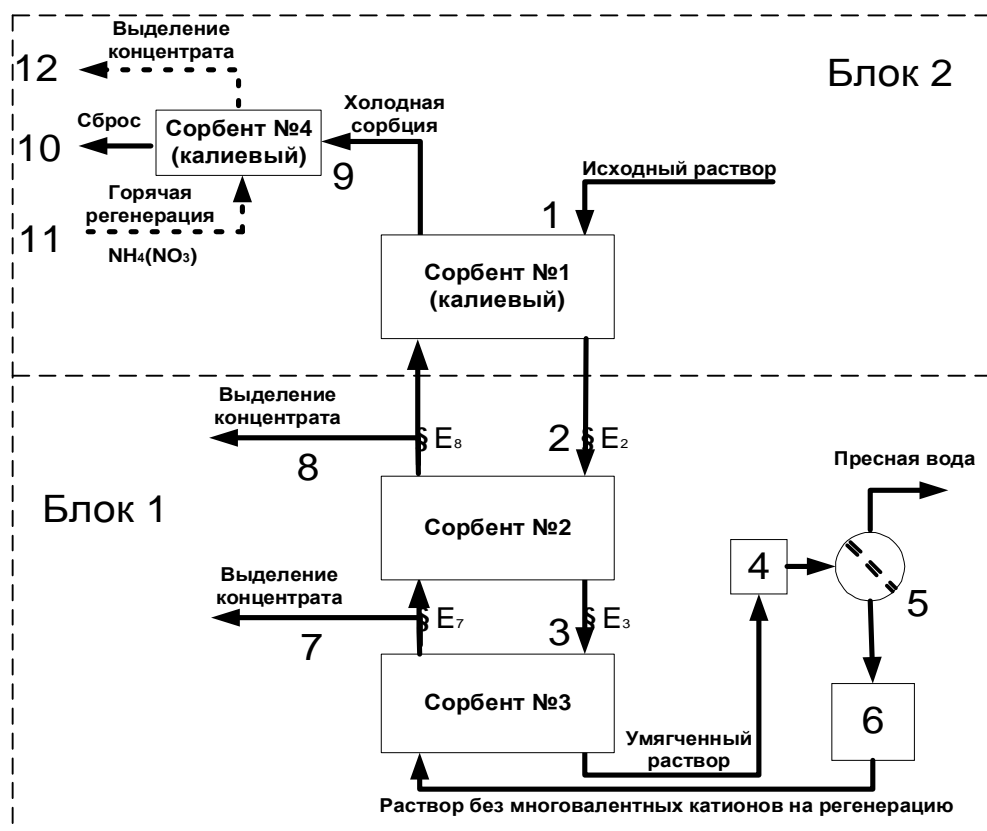 Выделение
концентрата
12
Блок 2
Сброс
10
Сорбент №4
(калиевый)
Холодная
сорбция
9
Исходный раствор
Горячая
регенерация
11
NH₄(NO₃)
1
Сорбент №1
(калиевый)
Выделение
концентрата
8
§ E₈
2 § E₂
Пресная вода
Блок 1
Сорбент №2
4
5
Выделение
концентрата
7
§ E₇
3 § E₃
Сорбент №3
6
Умягченный
раствор
Раствор без многовалентных катионов на регенерацию